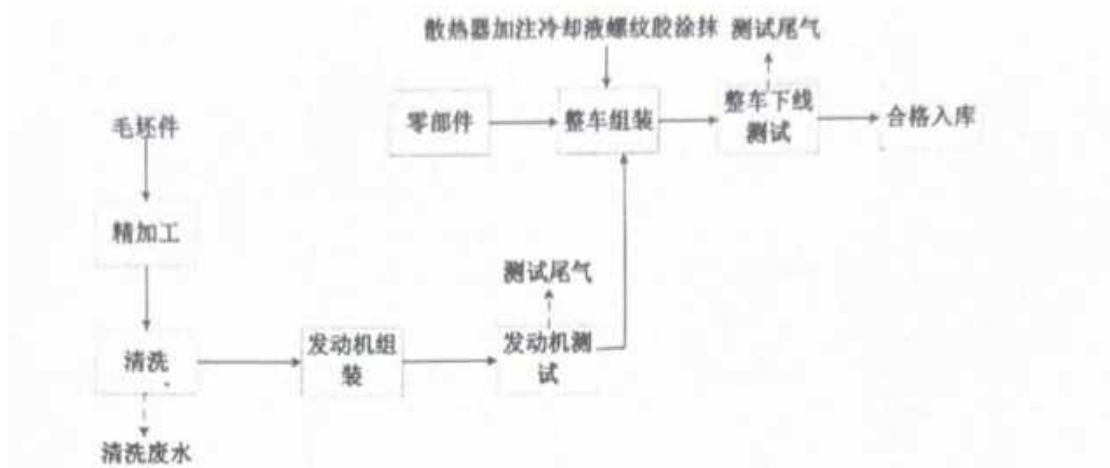 散热器加注冷却液螺纹胶涂抹
测试尾气
毛坯件
零部件
整车组装
整车下线
测试
合格入库
精加工
测试尾气
清洗
发动机组
装
发动机测
试
清洗废水